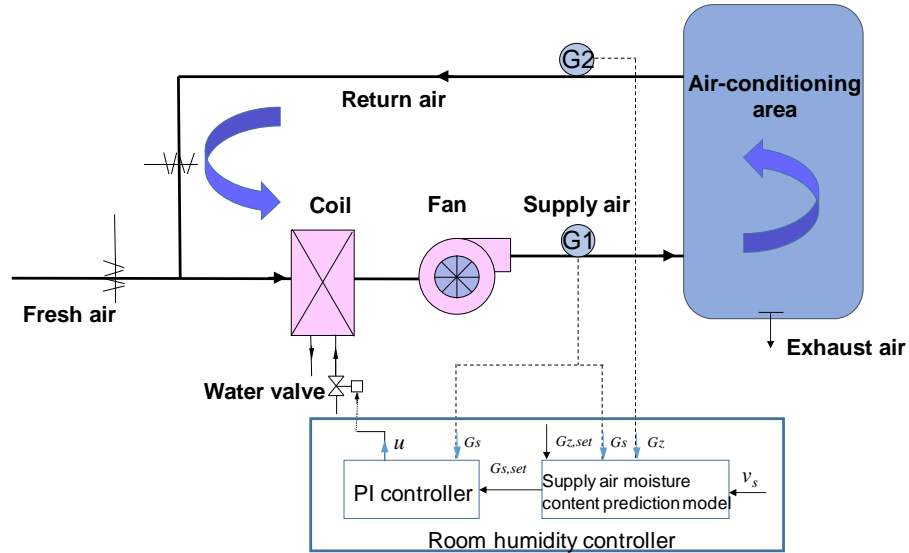 G2
Return air
Air-conditioning
area
Coil
Fan
Supply air
G1
Fresh air
Exhaust air
Water valve
u
Gs
Gz,set
Gs
Gz
Gs,set
PI controller
Supply air moisture
content prediction model
vs
Room humidity controller